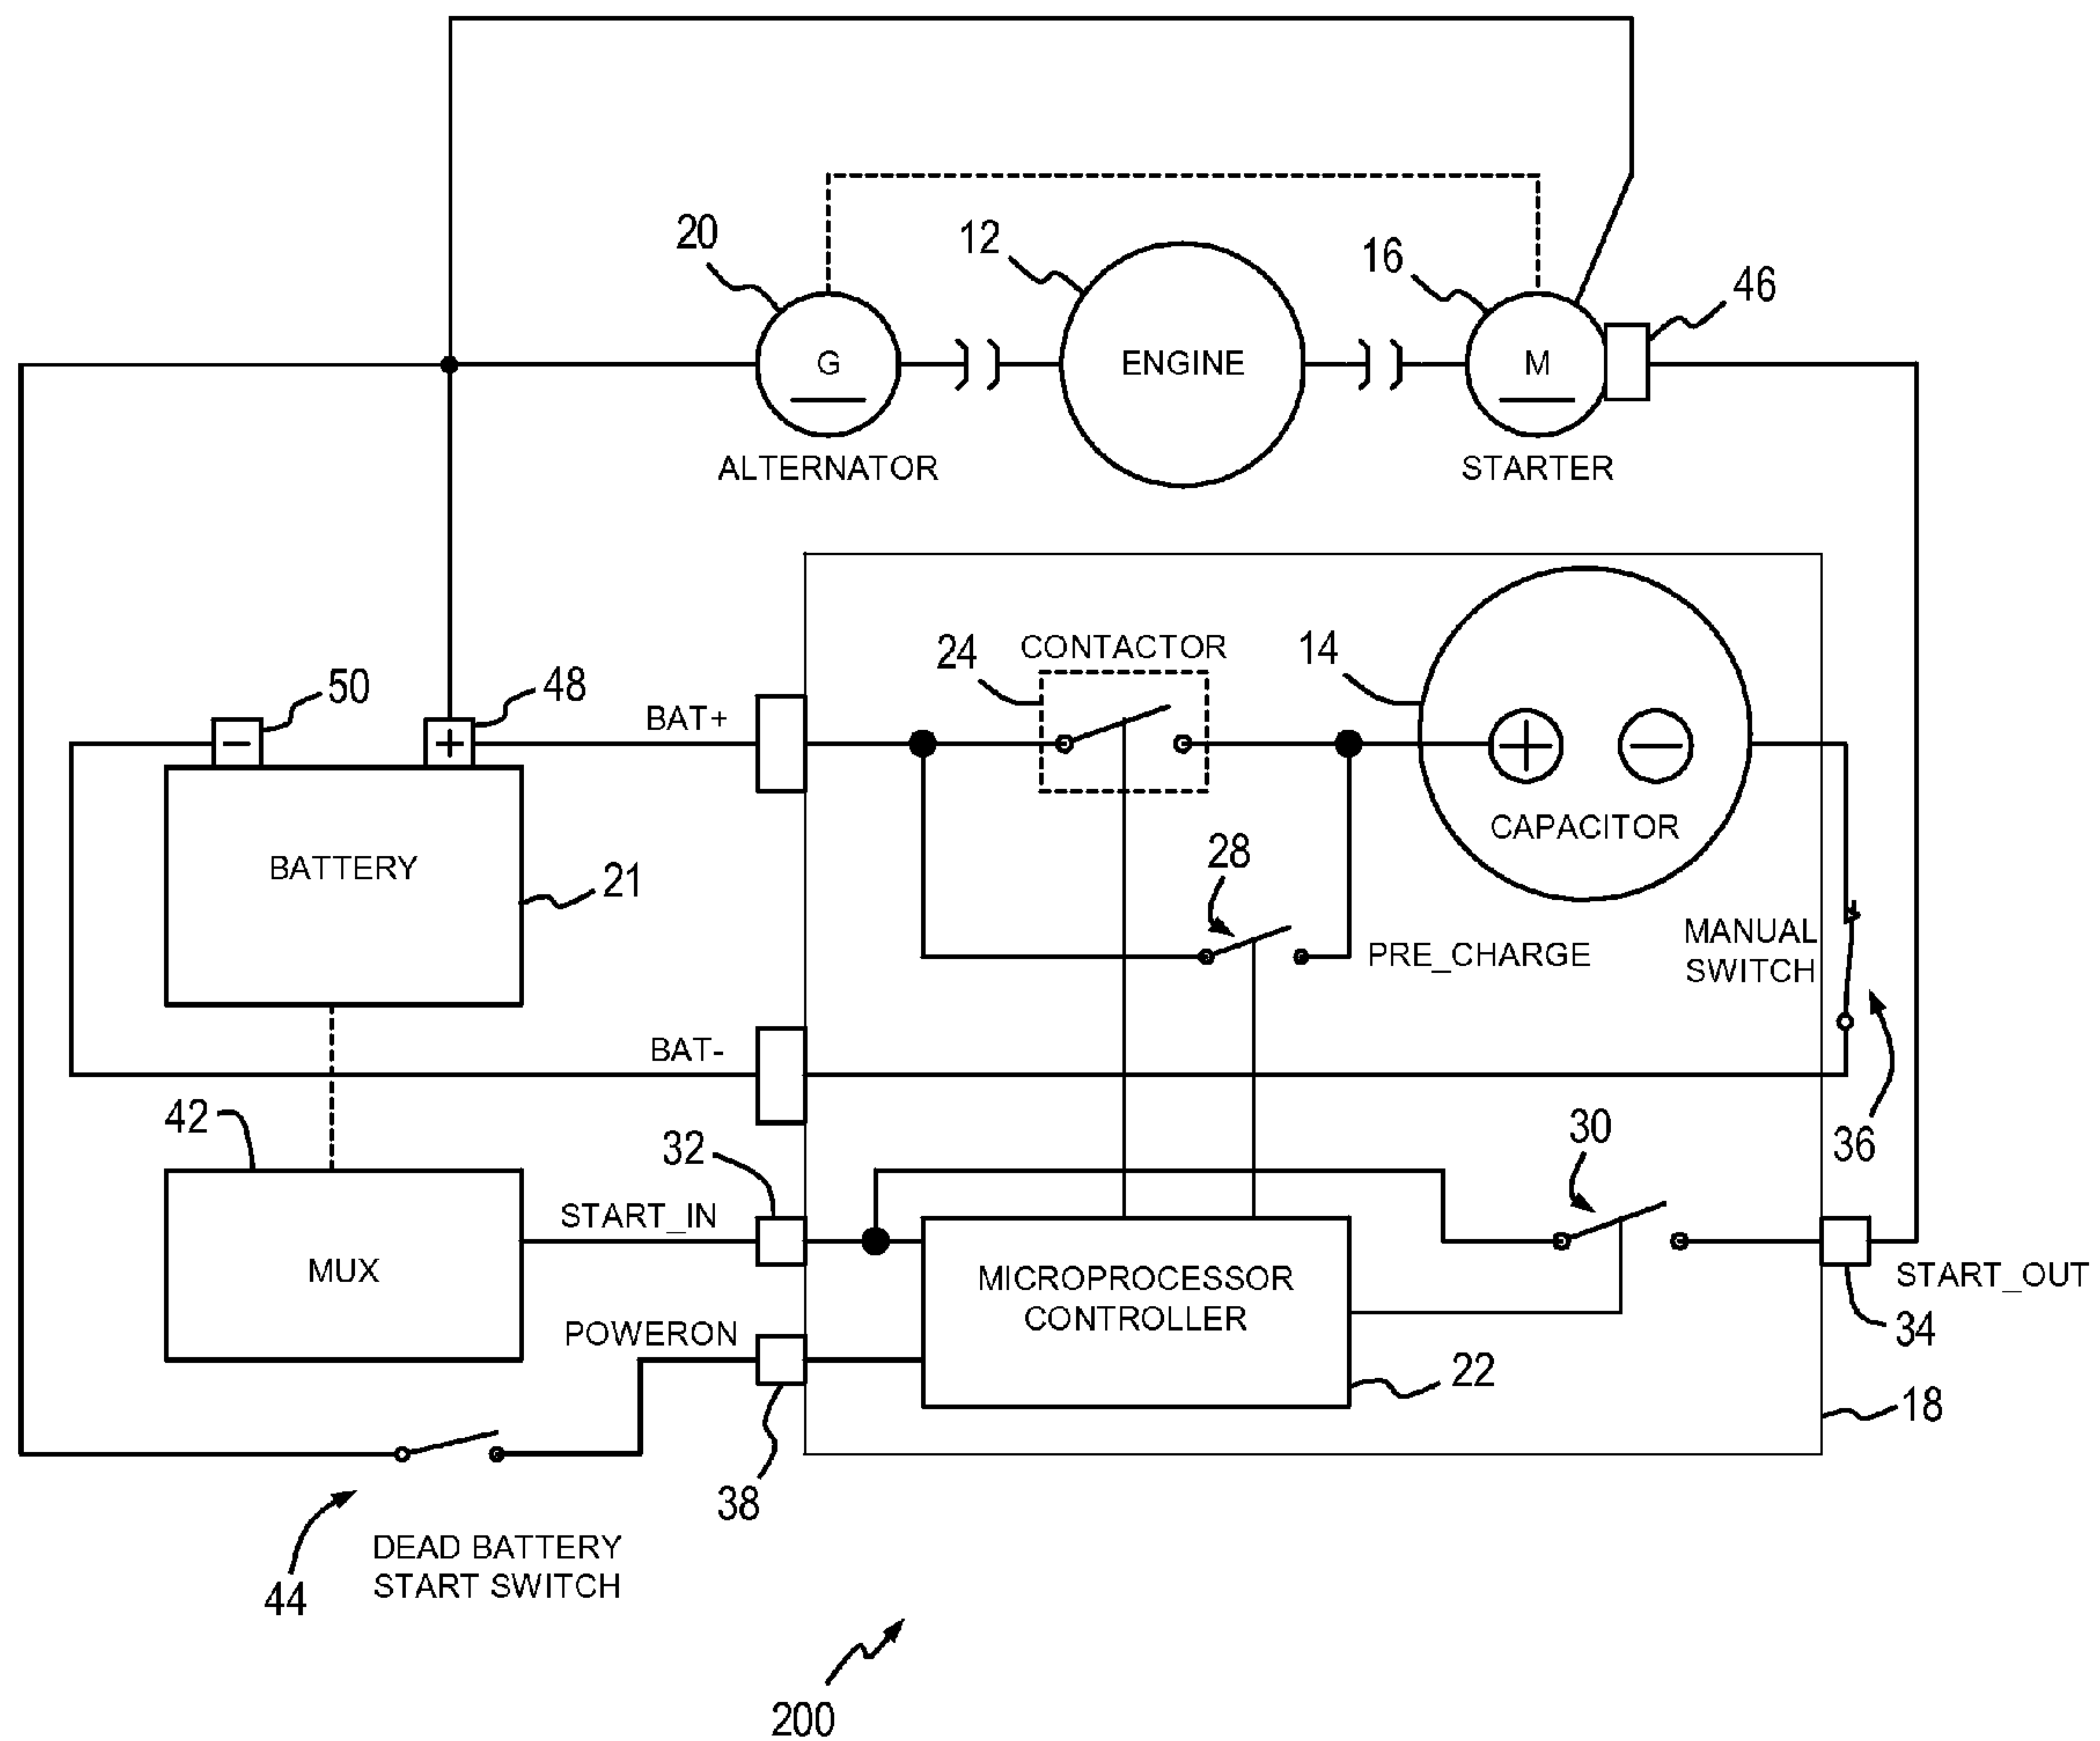 20
12
16
46
G
ENGINE
M
ALTERNATOR
STARTER
24
CONTACTOR
14
50
48
BAT+
−
+
+
−
CAPACITOR
BATTERY
21
28
PRE_CHARGE
MANUAL
SWITCH
BAT-
36
42
32
30
START_IN
MUX
MICROPROCESSOR
CONTROLLER
START_OUT
34
POWERON
22
18
38
DEAD BATTERY
START SWITCH
44
200